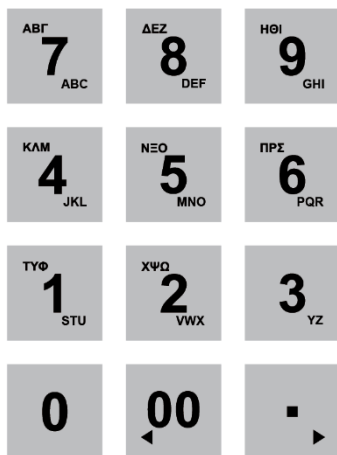 ΑΒΓ 7 ABC
ΔΕΖ 8 DEF
ΗΘΙ 9 GHI
ΚΛΜ 4 JKL
ΝΞΟ 5 MNO
ΠΡΣ 6 PQR
ΤΥΦ 1 STU
ΧΨΩ 2 VWX
3 YZ
0
00
.